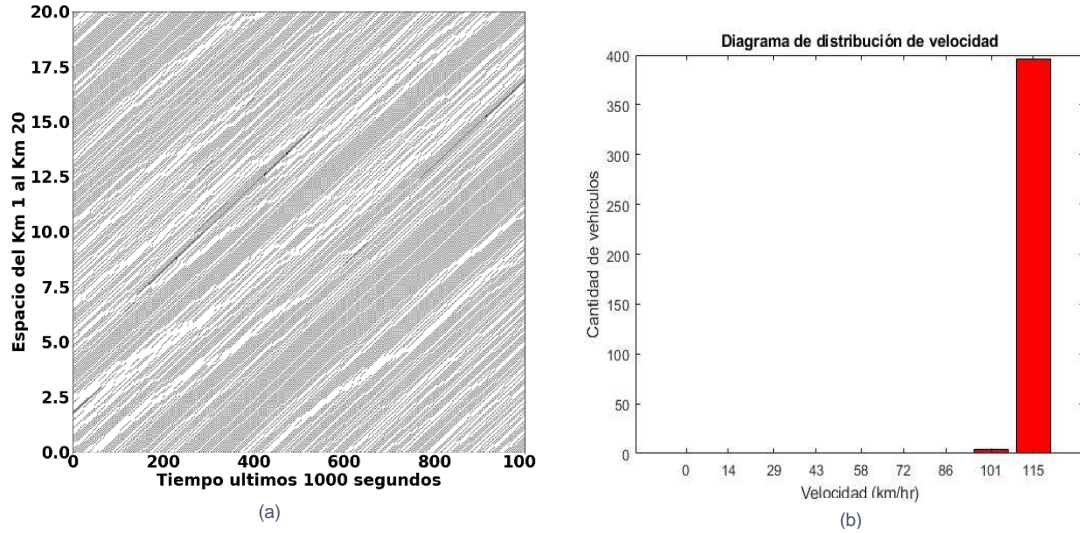 20.0
17.5
15.0
12.5
10.0
7.5
5.0
2.5
0.0
Espacio del Km 1 al Km 20
0 200 400 600 800 100
Tiempo ultimos 1000 segundos
(a)
Diagrama de distribución de velocidad
400
350
300
250
200
150
100
50
0
Cantidad de vehiculos
0 14 29 43 58 72 86 101 115
Velocidad (km/hr)
(b)